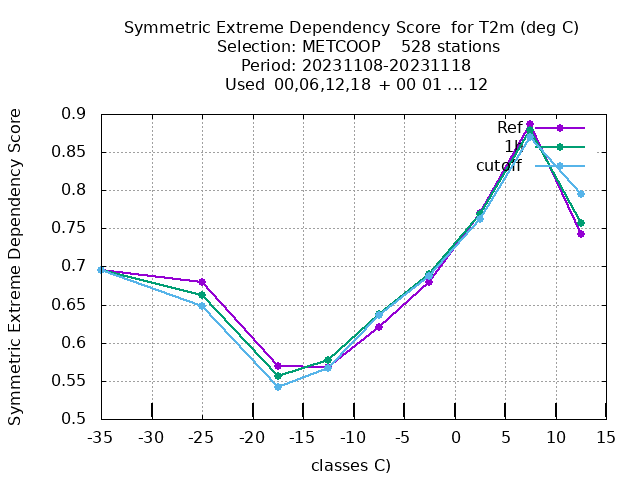 Symmetric Extreme Dependency Score  for T2m (deg C)
Selection: METCOOP    528 stations
Period: 20231108-20231118
Used  00,06,12,18 + 00 01 ... 12
Symmetric Extreme Dependency Score
0.9
0.85
0.8
0.75
0.7
0.65
0.6
0.55
0.5
Ref
cutoff
-35 -30 -25 -20 -15 -10 -5 0 5 10 15
classes C)